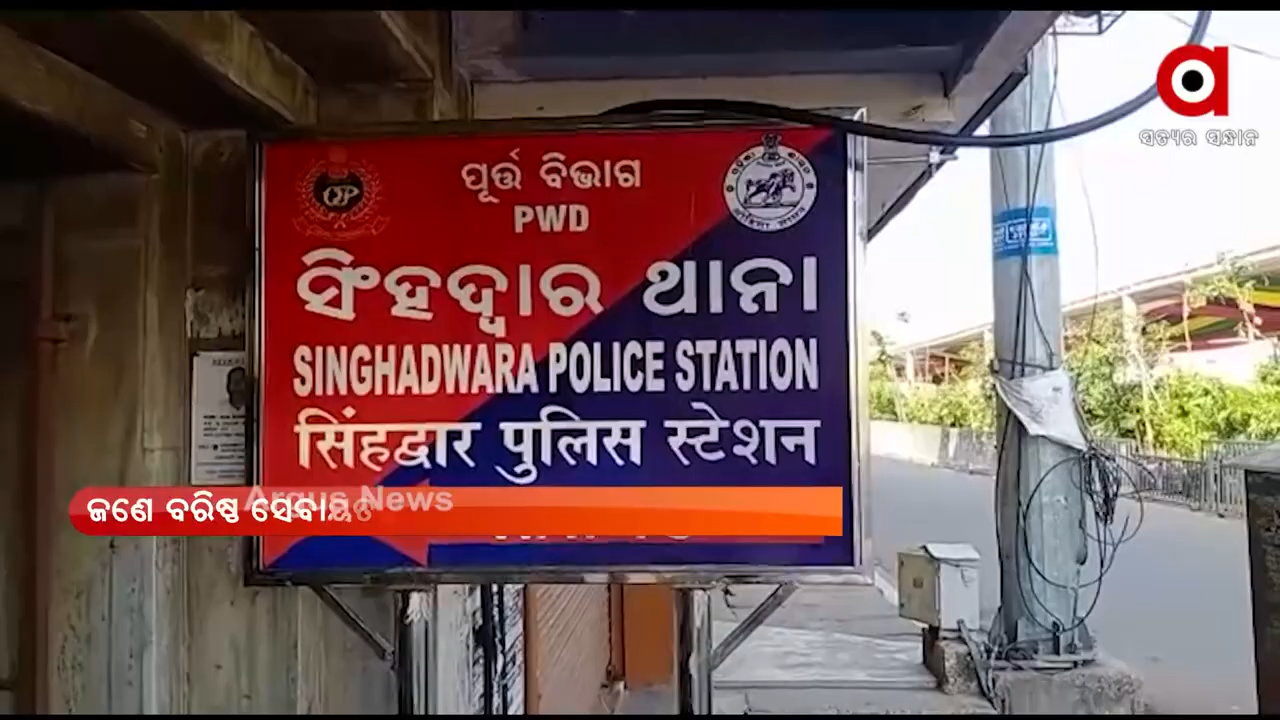 ସତ୍ୟର ସନ୍ଧାନ
ପୂର୍ତ୍ତ ବିଭାଗ
PWD
ସିଂହଦ୍ୱାର ଥାନା
SINGHADWARA POLICE STATION
सिंहद्वार पुलिस स्टेशन
Argus News
ଜଣେ ବରିଷ୍ଠ ସେବାୟତ